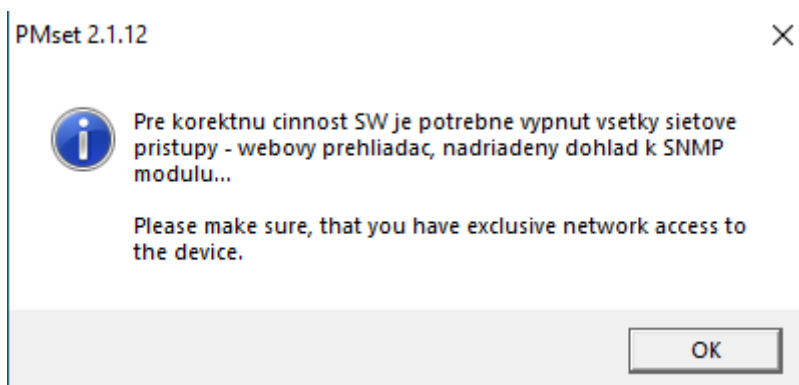 PMset 2.1.12
Pre korektnu cinnost SW je potrebne vypnut vsetky sietove
pristupy - webovy prehliadac, nadriadeny dohlad k SNMP
modulu...
Please make sure, that you have exclusive network access to
the device.
OK